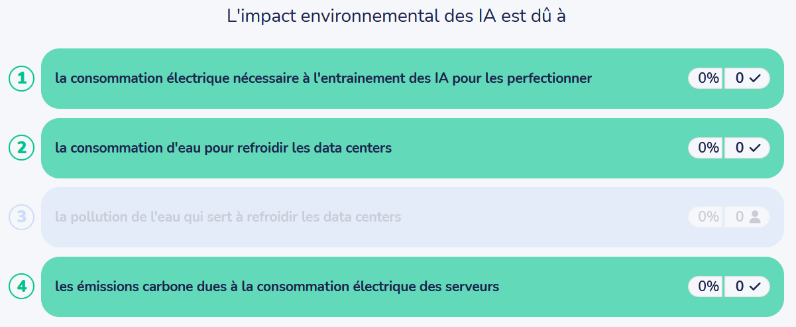 L'impact environnemental des IA est dû à
1 la consommation électrique nécessaire à l'entrainement des IA pour les perfectionner 0% 0
2 la consommation d'eau pour refroidir les data centers 0% 0
3 la pollution de l'eau qui sert à refroidir les data centers 0% 0
4 les émissions carbone dues à la consommation électrique des serveurs 0% 0